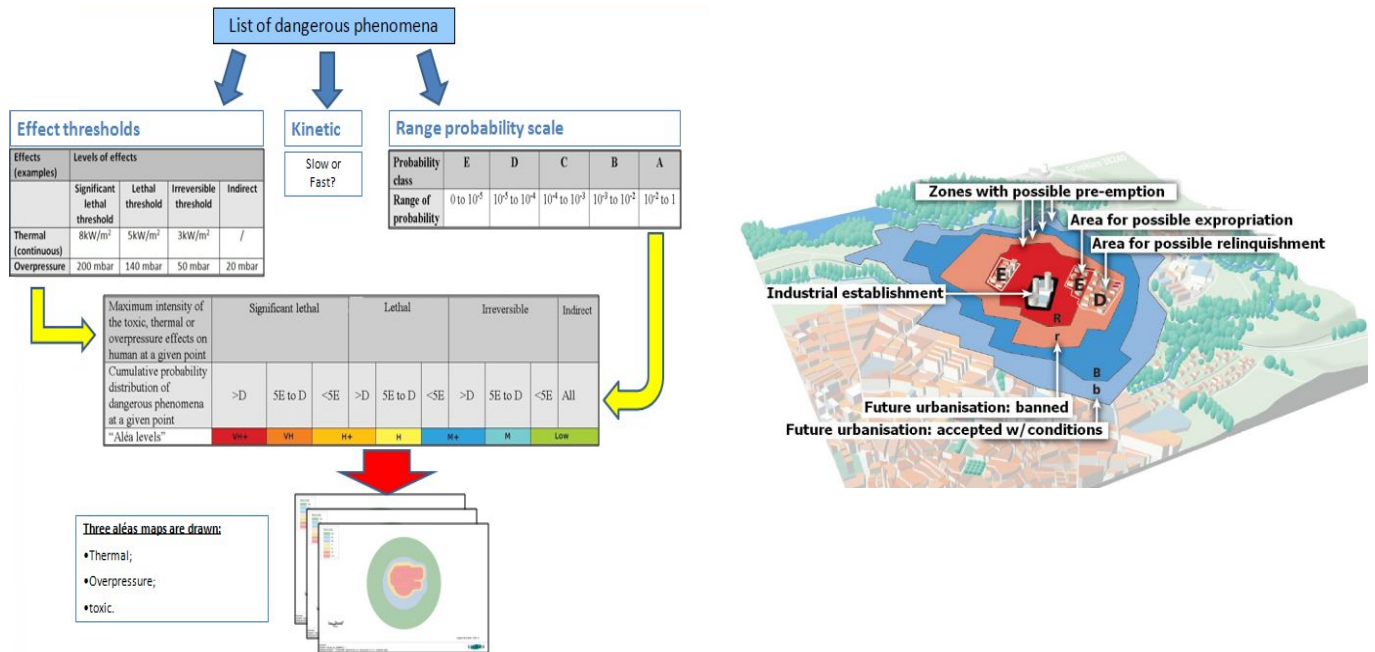 List of dangerous phenomena
Effect thresholds
Kinetic
Range probability scale
Effects (examples) Levels of effects
Significant lethal threshold Lethal threshold Irreversible threshold Indirect
Thermal (continuous) 8kW/m² 5kW/m² 3kW/m² /
Overpressure 200 mbar 140 mbar 50 mbar 20 mbar
Slow or
Fast?
Probability class E D C B A
Range of probability 0 to 10⁻⁵ 10⁻⁵ to 10⁻⁴ 10⁻⁴ to 10⁻³ 10⁻³ to 10⁻² 10⁻² to 1
Maximum intensity of
the toxic, thermal or
overpressure effects on
human at a given point
Significant lethal Lethal Irreversible Indirect
Cumulative probability
distribution of
dangerous phenomena
at a given point
>D 5E to D <5E >D 5E to D <5E >D 5E to D <5E All
"Aléa levels" VH+ VH H+ H M+ M Low
Three aléas maps are drawn:
•Thermal;
•Overpressure;
•toxic.
Zones with possible pre-emption
Area for possible expropriation
Area for possible relinquishment
Industrial establishment
E
E
D
R
r
B
b
Future urbanisation: banned
Future urbanisation: accepted w/ conditions